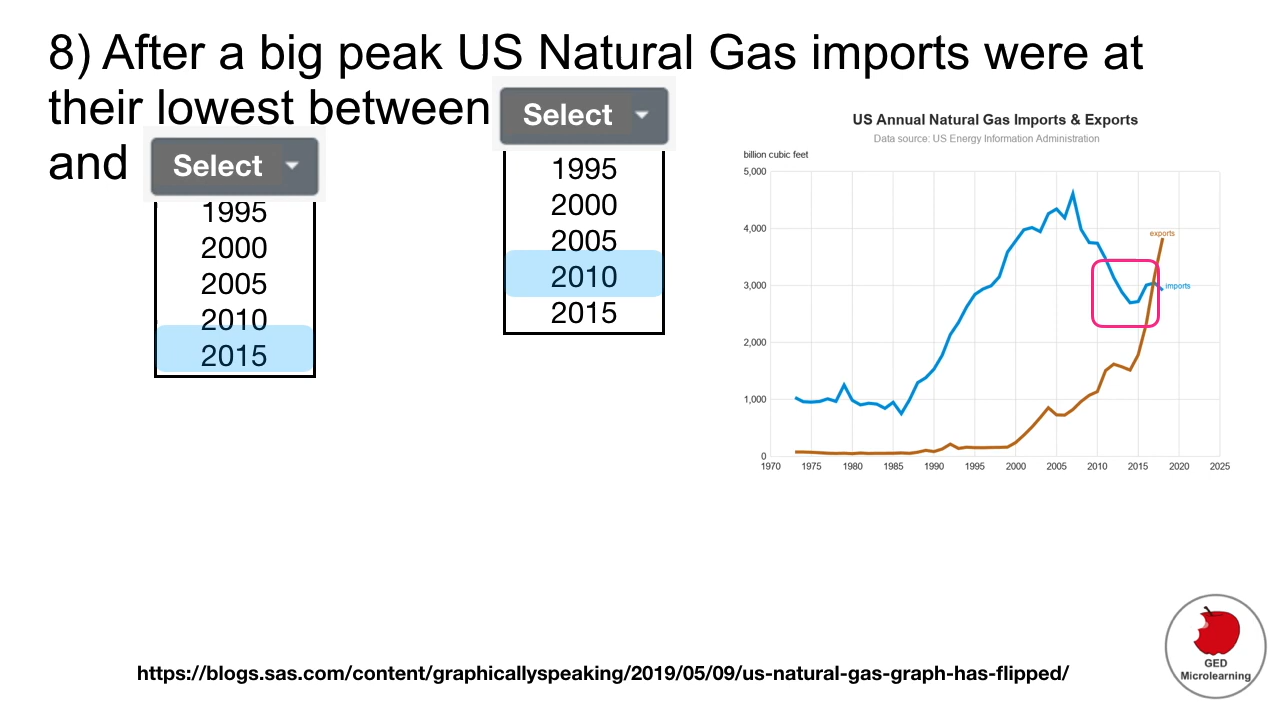 8) After a big peak US Natural Gas imports were at
their lowest between Select
and Select
1995
2000
2005
2010
2015
1995
2000
2005
2010
2015
US Annual Natural Gas Imports & Exports
Data source: US Energy Information Administration
billion cubic feet
5,000
4,000
3,000
2,000
1,000
0
exports
imports
1970 1975 1980 1985 1990 1995 2000 2005 2010 2015 2020 2025
https://blogs.sas.com/content/graphicallyspeaking/2019/05/09/us-natural-gas-graph-has-flipped/
GED
Microlearning